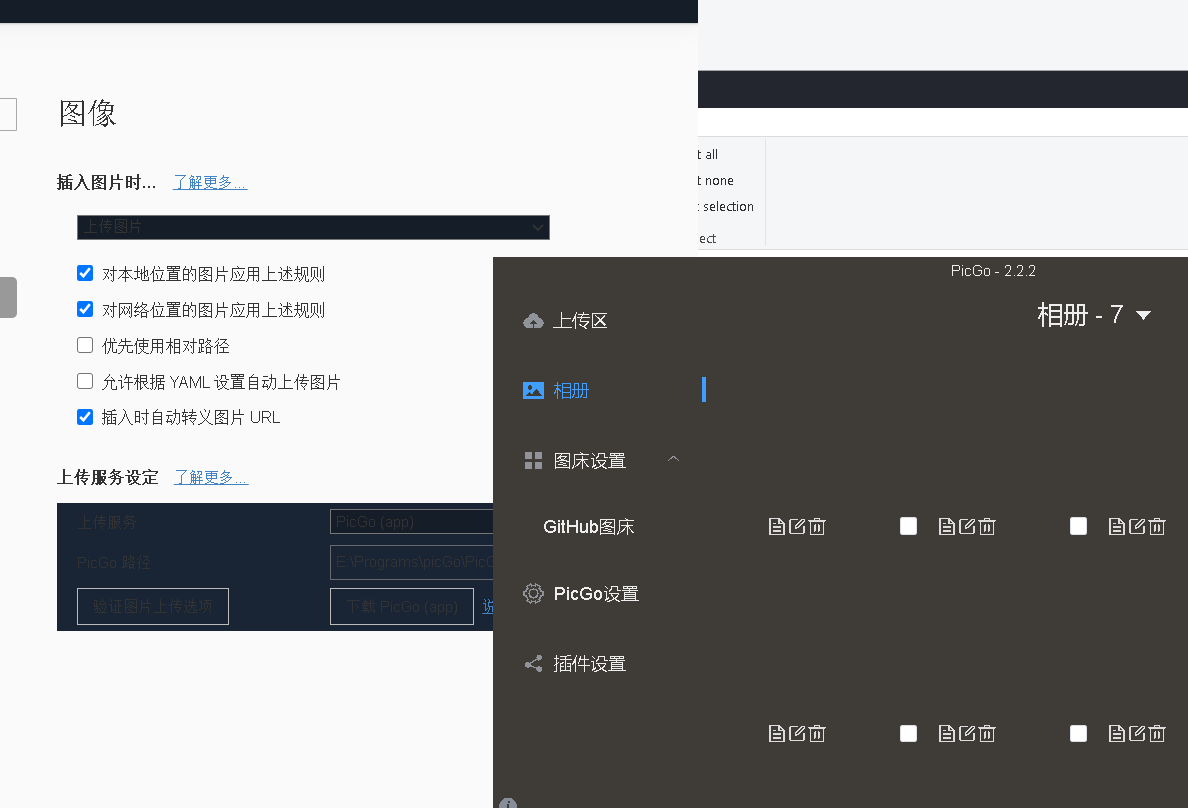 图像
插入图片时... 了解更多...
上传图片
对本地位置的图片应用上述规则
对网络位置的图片应用上述规则
优先使用相对路径
允许根据 YAML 设置自动上传图片
插入时自动转义图片 URL
上传服务设定 了解更多...
上传服务 PicGo (app)
PicGo 路径 E:\Programs\picGo\PicG
验证图片上传选项 下载 PicGo (app) 说
t all
t none
t selection
ect
PicGo - 2.2.2
相册 - 7
上传区
相册
图床设置
GitHub图床
PicGo设置
插件设置